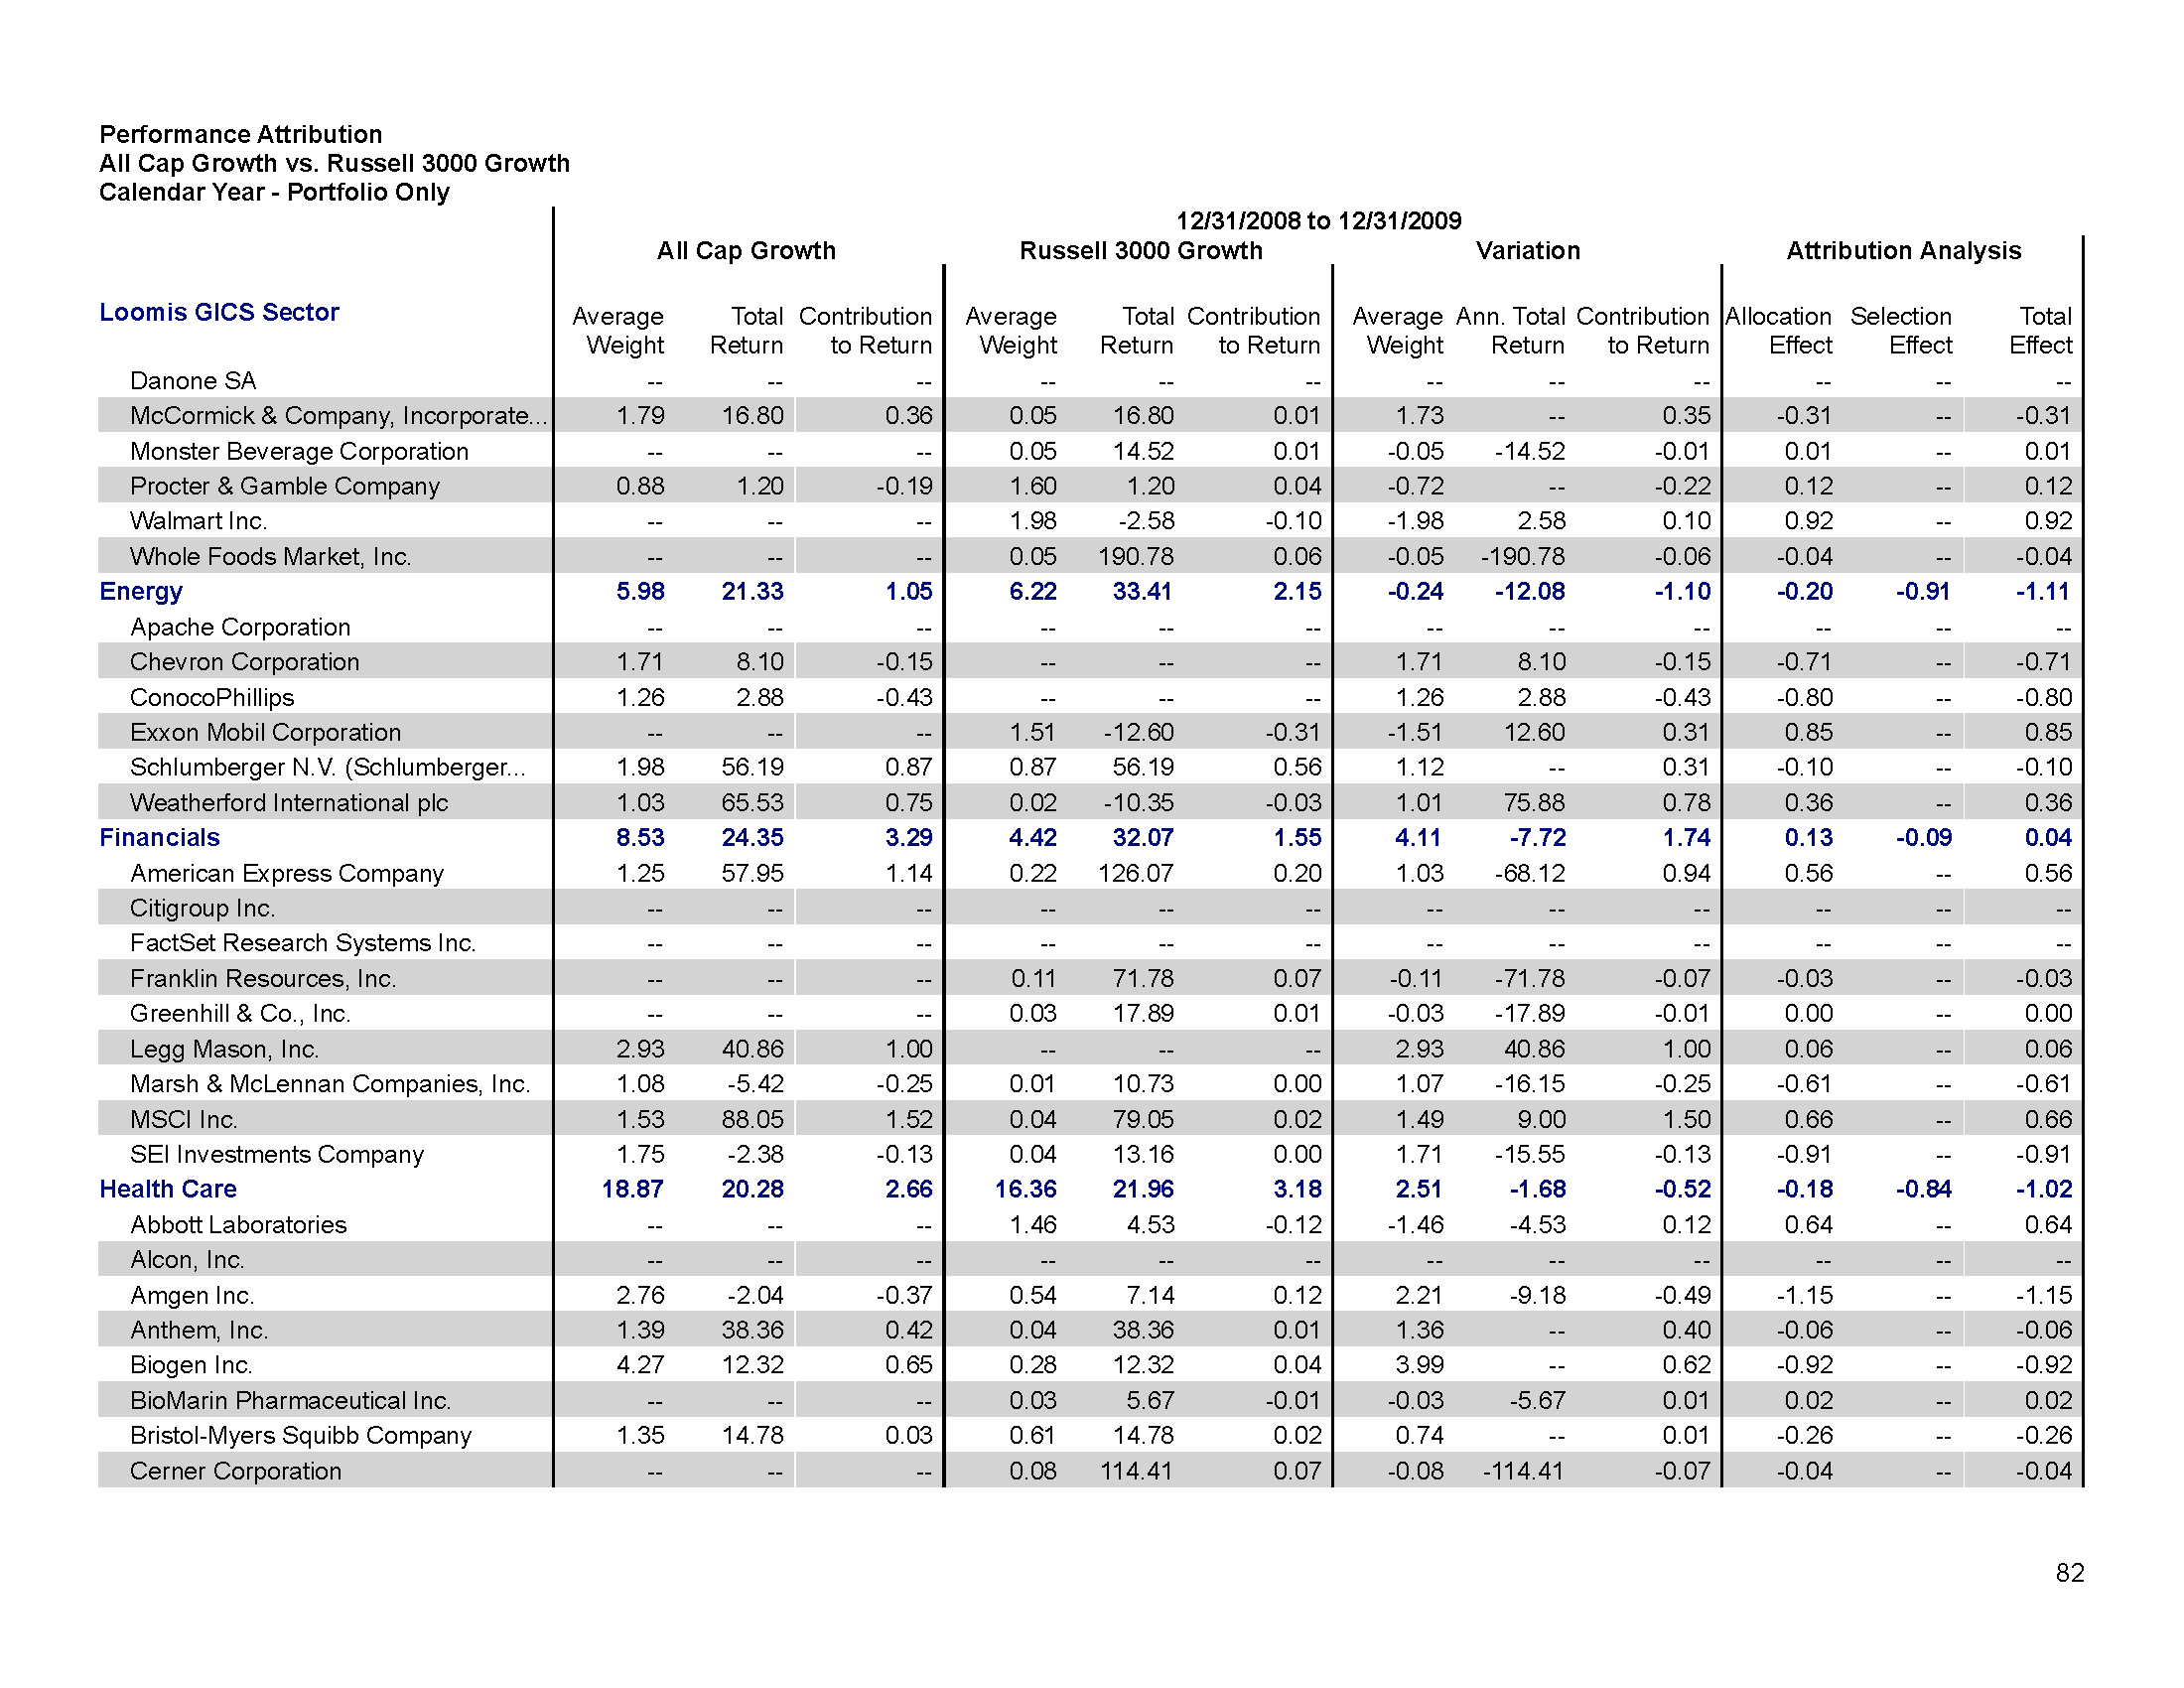 Performance Attribution
All Cap Growth vs. Russell 3000 Growth
Calendar Year - Portfolio Only
12/31/2008 to 12/31/2009
All Cap Growth Russell 3000 Growth Variation Attribution Analysis
Loomis GICS Sector Average Total Contribution Average Total Contribution Average Ann. Total Contribution Allocation Selection Total
Weight Return to Return Weight Return to Return Weight Return to Return Effect Effect Effect
Danone SA -- -- -- -- -- -- -- -- -- -- -- --
McCormick & Company, Incorporate... 1.79 16.80 0.36 0.05 16.80 0.01 1.73 -- 0.35 -0.31 -- -0.31
Monster Beverage Corporation -- -- -- 0.05 14.52 0.01 -0.05 -14.52 -0.01 0.01 -- 0.01
Procter & Gamble Company 0.88 1.20 -0.19 1.60 1.20 0.04 -0.72 -- -0.22 0.12 -- 0.12
Walmart Inc. -- -- -- 1.98 -2.58 -0.10 -1.98 2.58 0.10 0.92 -- 0.92
Whole Foods Market, Inc. -- -- -- 0.05 190.78 0.06 -0.05 -190.78 -0.06 -0.04 -- -0.04
Energy 5.98 21.33 1.05 6.22 33.41 2.15 -0.24 -12.08 -1.10 -0.20 -0.91 -1.11
Apache Corporation -- -- -- -- -- -- -- -- -- -- -- --
Chevron Corporation 1.71 8.10 -0.15 -- -- -- 1.71 8.10 -0.15 -0.71 -- -0.71
ConocoPhillips 1.26 2.88 -0.43 -- -- -- 1.26 2.88 -0.43 -0.80 -- -0.80
Exxon Mobil Corporation -- -- -- 1.51 -12.60 -0.31 -1.51 12.60 0.31 0.85 -- 0.85
Schlumberger N.V. (Schlumberger... 1.98 56.19 0.87 0.87 56.19 0.56 1.12 -- 0.31 -0.10 -- -0.10
Weatherford International plc 1.03 65.53 0.75 0.02 -10.35 -0.03 1.01 75.88 0.78 0.36 -- 0.36
Financials 8.53 24.35 3.29 4.42 32.07 1.55 4.11 -7.72 1.74 0.13 -0.09 0.04
American Express Company 1.25 57.95 1.14 0.22 126.07 0.20 1.03 -68.12 0.94 0.56 -- 0.56
Citigroup Inc. -- -- -- -- -- -- -- -- -- -- -- --
FactSet Research Systems Inc. -- -- -- -- -- -- -- -- -- -- -- --
Franklin Resources, Inc. -- -- -- 0.11 71.78 0.07 -0.11 -71.78 -0.07 -0.03 -- -0.03
Greenhill & Co., Inc. -- -- -- 0.03 17.89 0.01 -0.03 -17.89 -0.01 0.00 -- 0.00
Legg Mason, Inc. 2.93 40.86 1.00 -- -- -- 2.93 40.86 1.00 0.06 -- 0.06
Marsh & McLennan Companies, Inc. 1.08 -5.42 -0.25 0.01 10.73 0.00 1.07 -16.15 -0.25 -0.61 -- -0.61
MSCI Inc. 1.53 88.05 1.52 0.04 79.05 0.02 1.49 9.00 1.50 0.66 -- 0.66
SEI Investments Company 1.75 -2.38 -0.13 0.04 13.16 0.00 1.71 -15.55 -0.13 -0.91 -- -0.91
Health Care 18.87 20.28 2.66 16.36 21.96 3.18 2.51 -1.68 -0.52 -0.18 -0.84 -1.02
Abbott Laboratories -- -- -- 1.46 4.53 -0.12 -1.46 -4.53 0.12 0.64 -- 0.64
Alcon, Inc. -- -- -- -- -- -- -- -- -- -- -- --
Amgen Inc. 2.76 -2.04 -0.37 0.54 7.14 0.12 2.21 -9.18 -0.49 -1.15 -- -1.15
Anthem, Inc. 1.39 38.36 0.42 0.04 38.36 0.01 1.36 -- 0.40 -0.06 -- -0.06
Biogen Inc. 4.27 12.32 0.65 0.28 12.32 0.04 3.99 -- 0.62 -0.92 -- -0.92
BioMarin Pharmaceutical Inc. -- -- -- 0.03 5.67 -0.01 -0.03 -5.67 0.01 0.02 -- 0.02
Bristol-Myers Squibb Company 1.35 14.78 0.03 0.61 14.78 0.02 0.74 -- 0.01 -0.26 -- -0.26
Cerner Corporation -- -- -- 0.08 114.41 0.07 -0.08 -114.41 -0.07 -0.04 -- -0.04
82